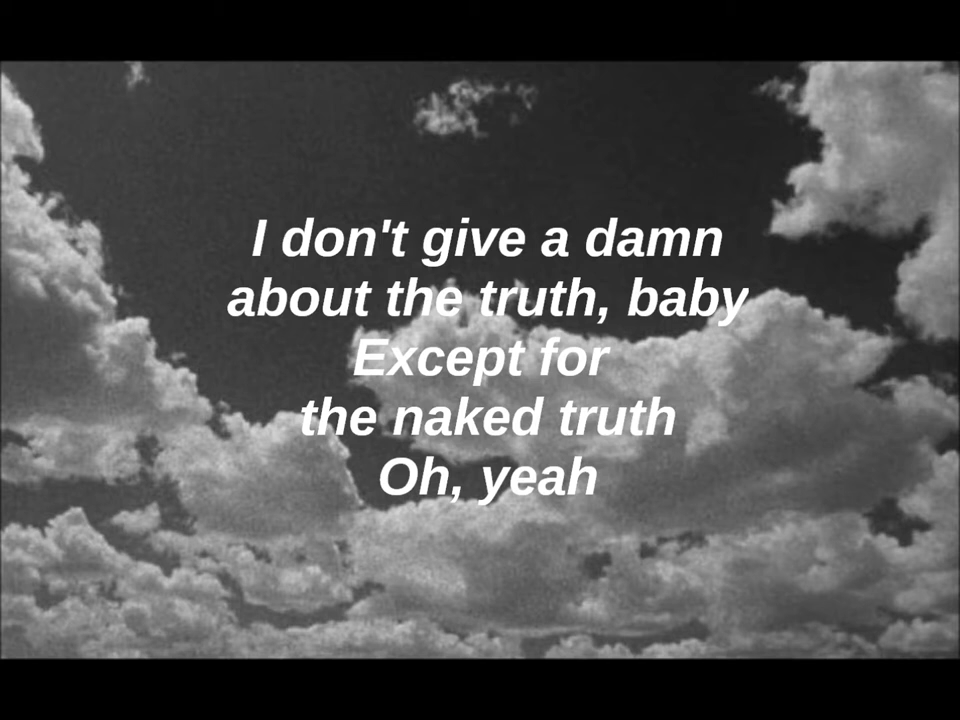 I don't give a damn
about the truth, baby
Except for
the naked truth
Oh, yeah